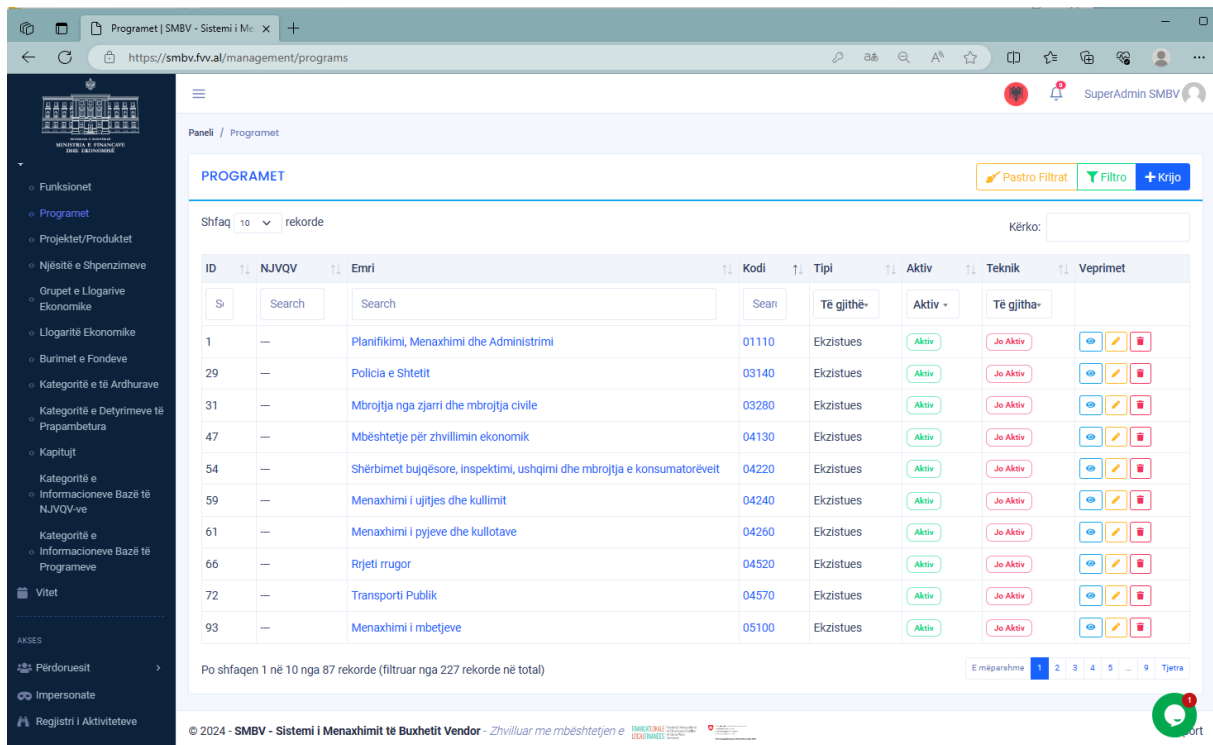 Programet | SMBV - Sistemi i Me
https://smbv.fvv.al/management/programs
MINISTRIA E FINANCAVE
DHE EKONOMISË
SuperAdmin SMBV
Paneli / Programet
Funksionet
Programet
Projektet/Produktet
Njësitë e Shpenzimeve
Grupet e Llogarive
Ekonomike
Llogaritë Ekonomike
Burimet e Fondeve
Kategoritë e të Ardhurave
Kategoritë e Detyrimeve të
Prapambetura
Kapitujt
Kategoritë e
Informacioneve Bazë të
NJVQV-ve
Kategoritë e
Informacioneve Bazë të
Programeve
Vitet
AKSES
Përdoruesit
Impersonate
Regjistri i Aktiviteteve
PROGRAMET
Pastro Filtrat Filtro + Krijo
Shfaq 10 rekorde
Kërko:
ID NJVQV Emri Kodi Tipi Aktiv Teknik Veprimet
Se Search Search Searc Të gjithë Aktiv Të gjitha
1 --- Planifikimi, Menaxhimi dhe Administrimi 01110 Ekzistues Aktiv Jo Aktiv
29 --- Policia e Shtetit 03140 Ekzistues Aktiv Jo Aktiv
31 --- Mbrojtja nga zjarri dhe mbrojtja civile 03280 Ekzistues Aktiv Jo Aktiv
47 --- Mbështetje për zhvillimin ekonomik 04130 Ekzistues Aktiv Jo Aktiv
54 --- Shërbimet bujqësore, inspektimi, ushqimi dhe mbrojtja e konsumatorëveit 04220 Ekzistues Aktiv Jo Aktiv
59 --- Menaxhimi i ujitjes dhe kullimit 04240 Ekzistues Aktiv Jo Aktiv
61 --- Menaxhimi i pyjeve dhe kullotave 04260 Ekzistues Aktiv Jo Aktiv
66 --- Rrjeti rrugor 04520 Ekzistues Aktiv Jo Aktiv
72 --- Transporti Publik 04570 Ekzistues Aktiv Jo Aktiv
93 --- Menaxhimi i mbetjeve 05100 Ekzistues Aktiv Jo Aktiv
Po shfaqen 1 në 10 nga 87 rekorde (filtruar nga 227 rekorde në total)
E mëparshme 1 2 3 4 5 ... 9 Tjetra
1
© 2024 - SMBV - Sistemi i Menaxhimit të Buxhetit Vendor - Zhvilluar me mbështetjen e
ort